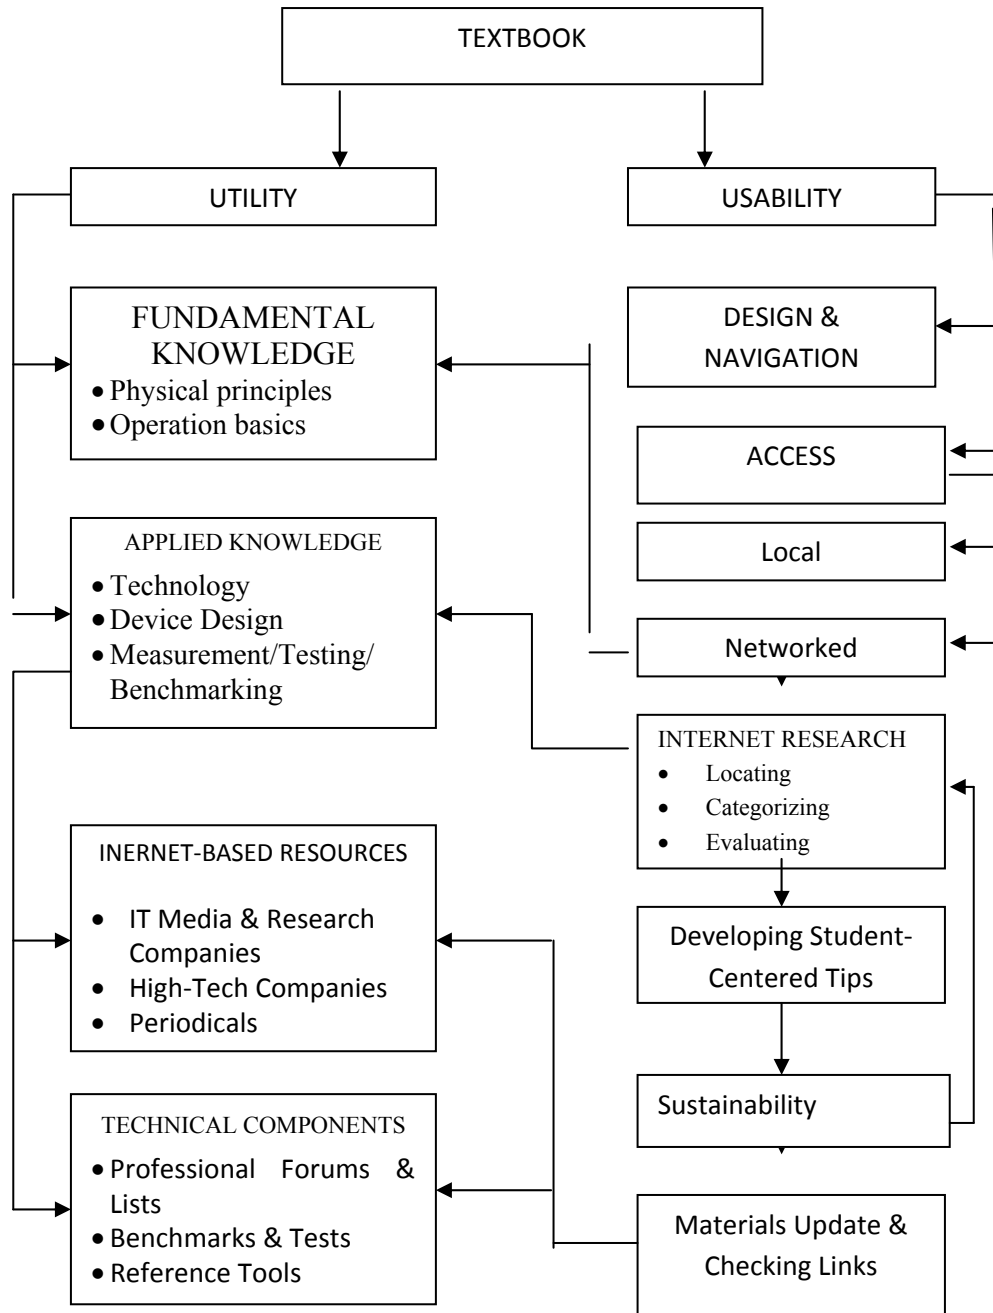 TEXTBOOK
UTILITY
USABILITY
FUNDAMENTAL
KNOWLEDGE
• Physical principles
• Operation basics
DESIGN &
NAVIGATION
ACCESS
Local
APPLIED KNOWLEDGE
• Technology
• Device Design
• Measurement/Testing/
Benchmarking
Networked
INTERNET RESEARCH
• Locating
• Categorizing
• Evaluating
INERNET-BASED RESOURCES
• IT Media & Research
Companies
• High-Tech Companies
• Periodicals
Developing Student-
Centered Tips
Sustainability
TECHNICAL COMPONENTS
• Professional Forums &
Lists
• Benchmarks & Tests
• Reference Tools
Materials Update &
Checking Links